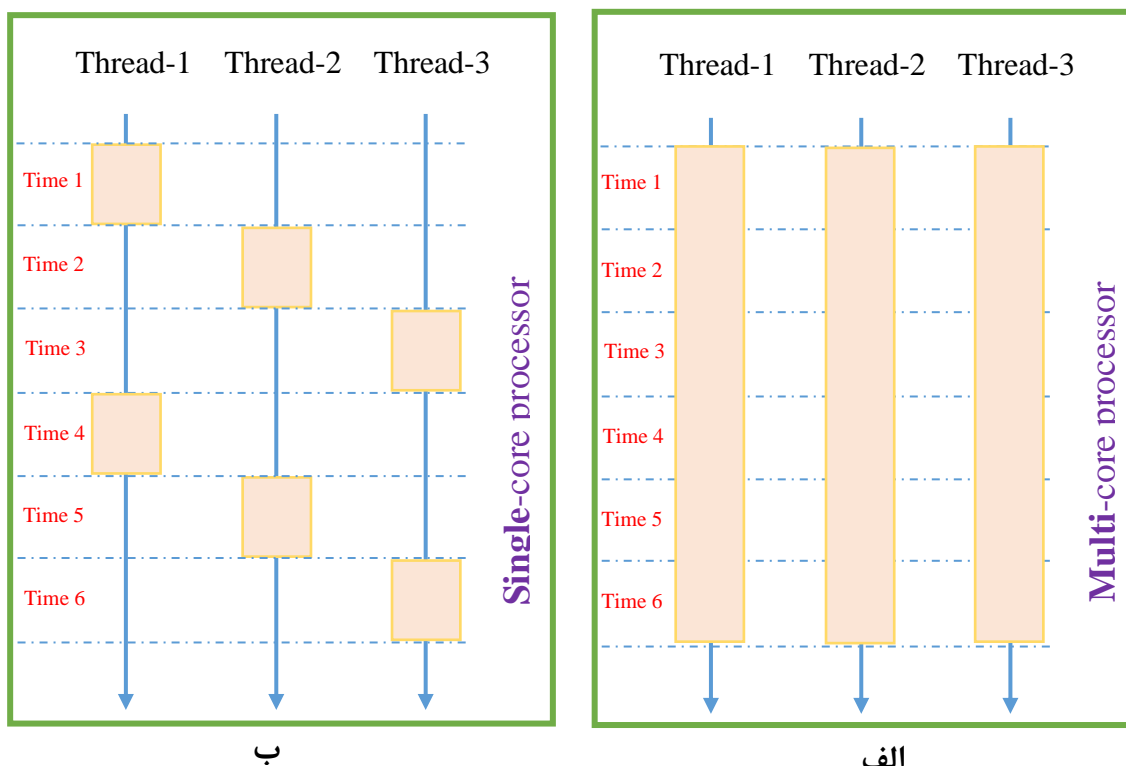 Thread-1 Thread-2 Thread-3
Time 1
Time 2
Time 3
Time 4
Time 5
Time 6
Single-core processor
ب
Thread-1 Thread-2 Thread-3
Time 1
Time 2
Time 3
Time 4
Time 5
Time 6
Multi-core processor
الف